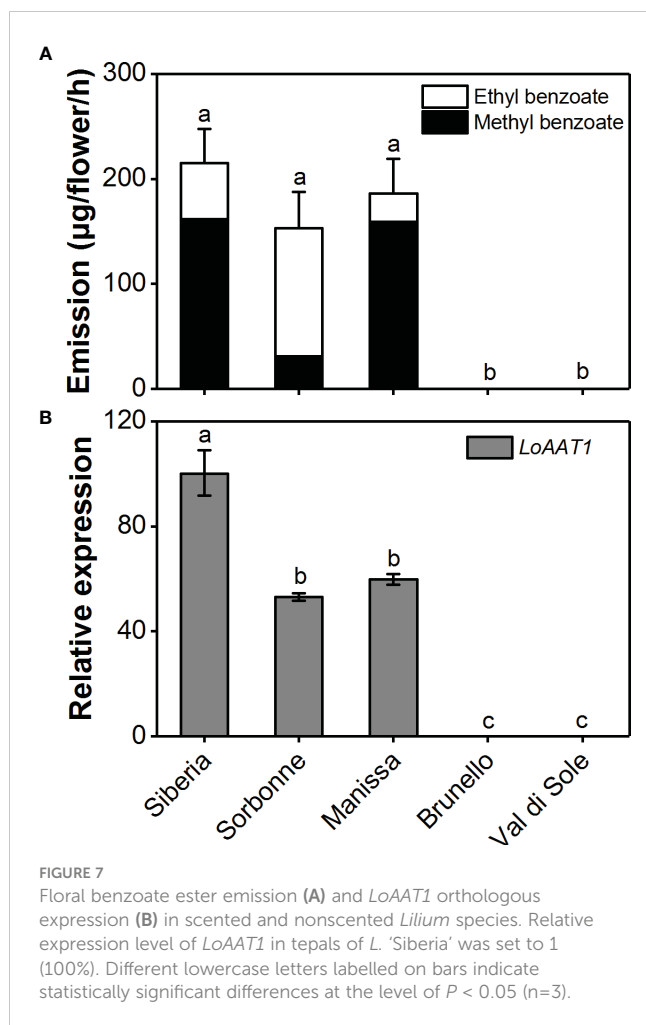 A
300
200
100
0
Emission (µg/flower/h)
Ethyl benzoate
Methyl benzoate
a
a
a
b
b
B
120
80
40
0
Relative expression
LoAAT1
a
b
b
c
c
Siberia
Sorbonne
Manissa
Brunello
Val di Sole
FIGURE 7
Floral benzoate ester emission (A) and LoAAT1 orthologous
expression (B) in scented and nonscented Lilium species. Relative
expression level of LoAAT1 in tepals of L. ‘Siberia’ was set to 1
(100%). Different lowercase letters labelled on bars indicate
statistically significant differences at the level of P < 0.05 (n=3).